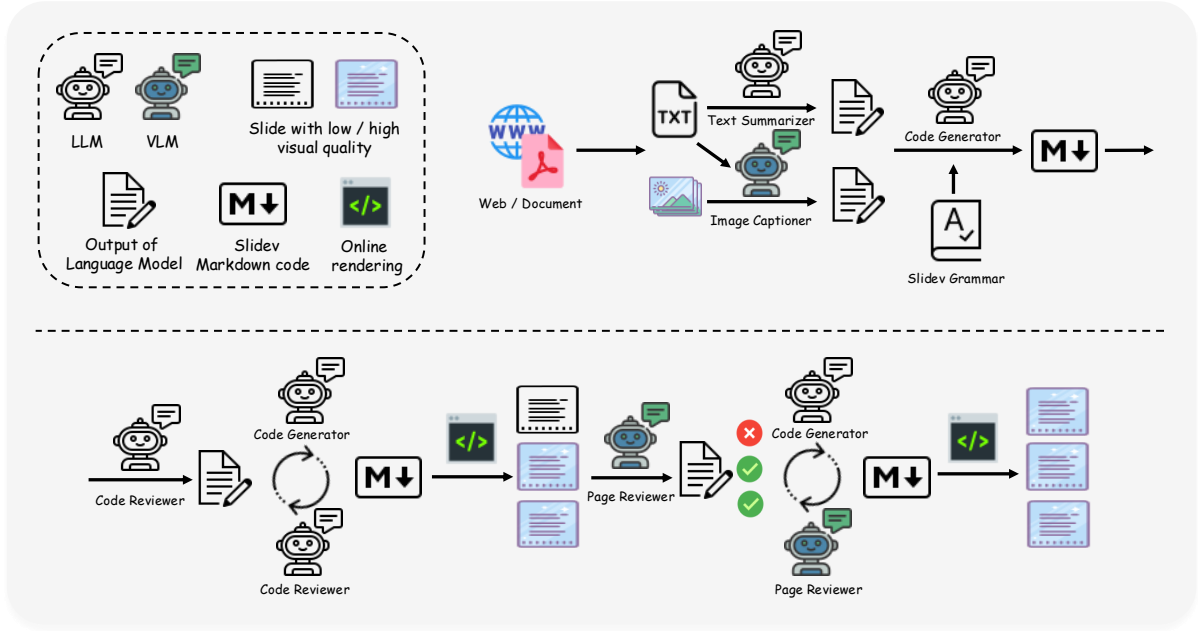 LLM
VLM
Slide with low / high
visual quality
Output of
Language Model
M
Slidev
Markdown code
</>
Online
rendering
WWW
Web / Document
TXT
Text Summarizer
Image Captioner
Code Generator
M
A
Slidev Grammar
Code Reviewer
Code Generator
Code Reviewer
M
</>
Page Reviewer
Code Generator
Page Reviewer
M
</>